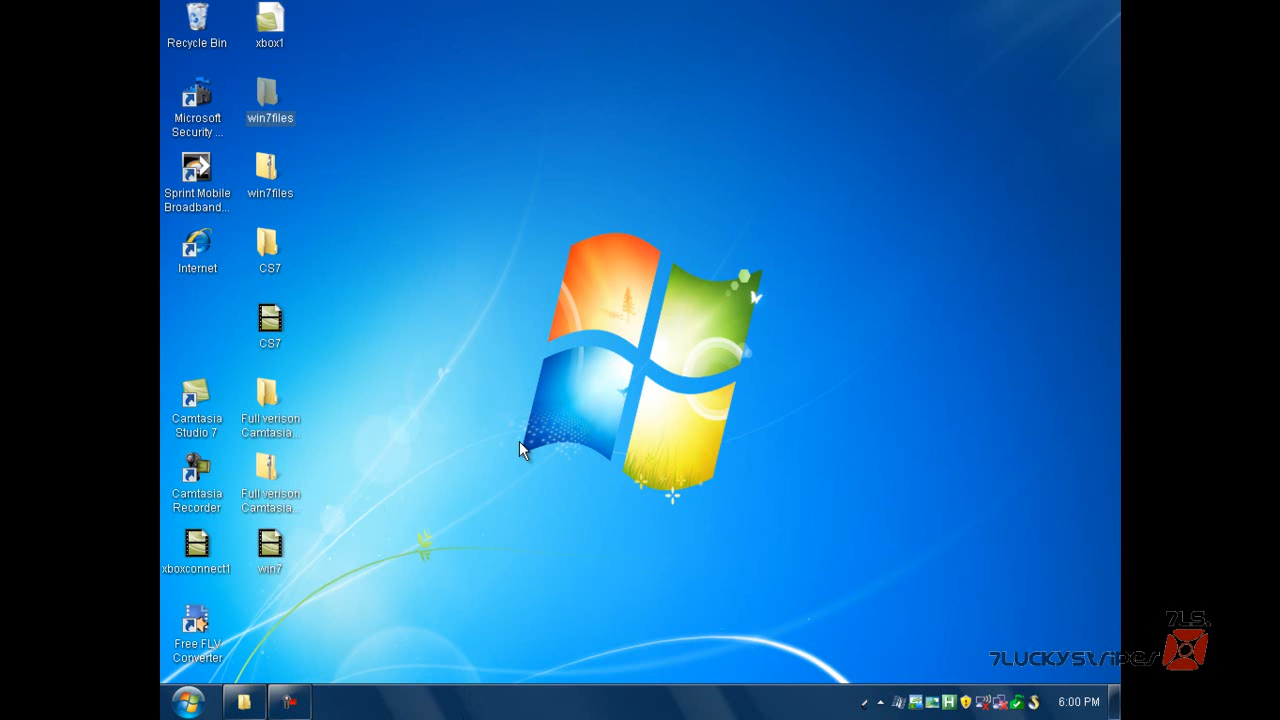 Recycle Bin
xbox1
Microsoft
Security ...
win7files
Sprint Mobile
Broadband...
win7files
Internet
CS7
CS7
Camtasia
Studio 7
Full verison
Camtasia...
Camtasia
Recorder
Full verison
Camtasia...
xboxconnect1
win7
Free FLV
Converter
7LS.
7LUCKYSTRIPES
6:00 PM